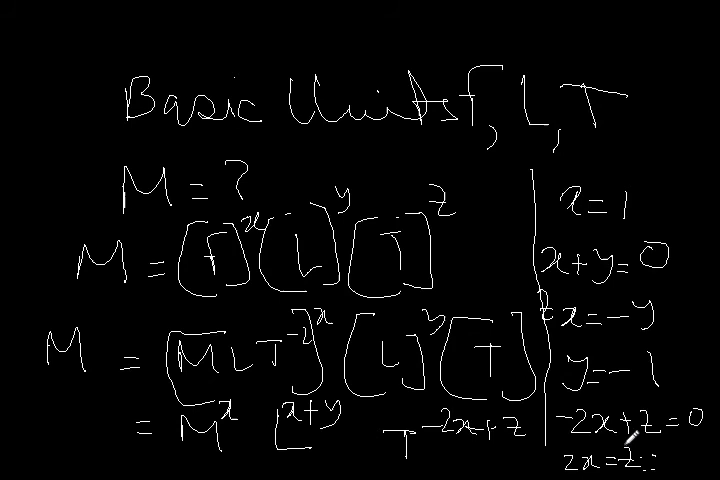 Basic Units F, L, T
M = ?
M = [F]^x [L]^y [T]^z
M = [MLT^-2]^x [L]^y [T]^z
= M^x L^x+y T^-2x+z
x = 1
x+y = 0
x = -y
y = -1
-2x+z = 0
2x = z